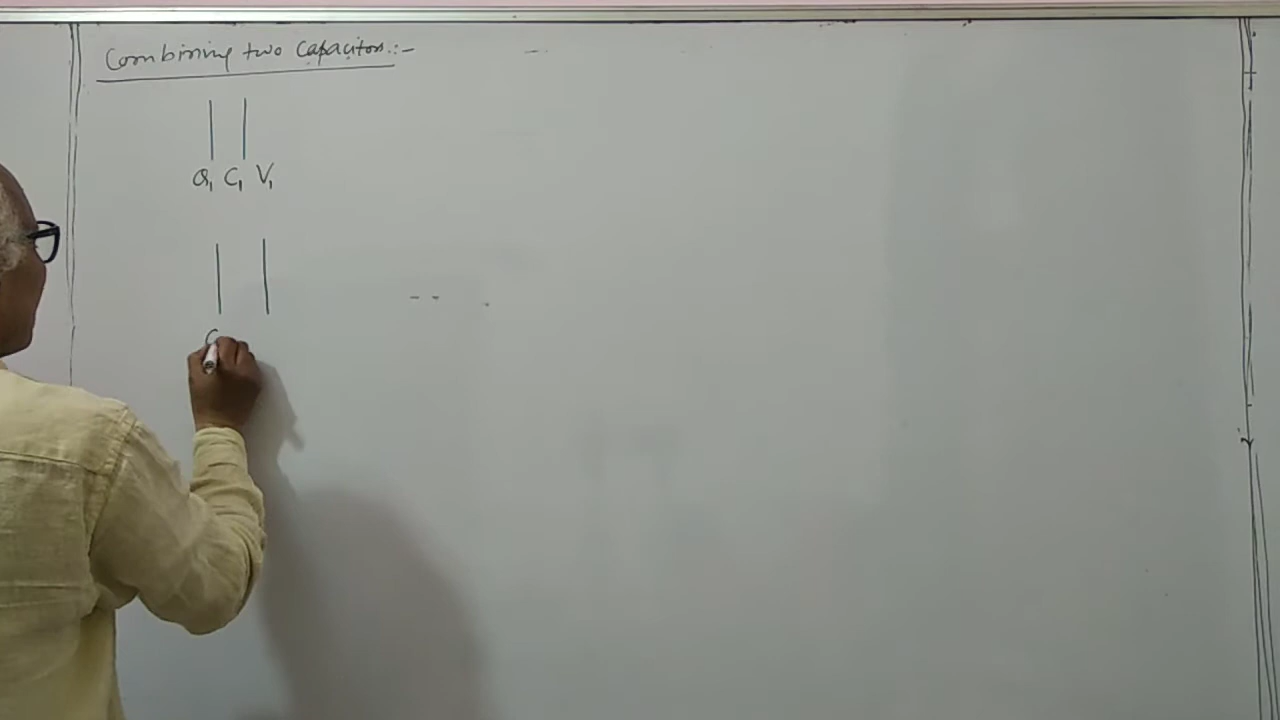 Combining two Capacitors:-
Q₁ C₁ V₁